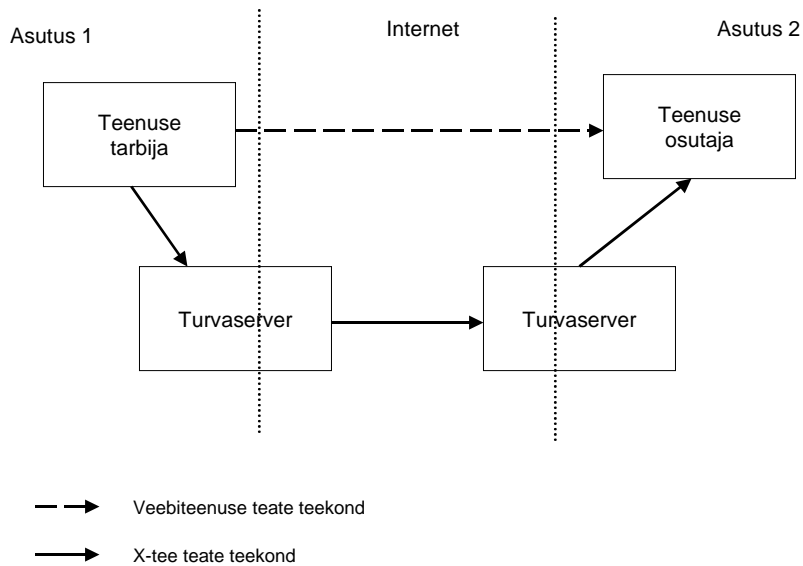 Asutus 1
Internet
Asutus 2
Teenuse
tarbija
Teenuse
osutaja
Turvaserver
Turvaserver
Veebiteenuse teate teekond
X-tee teate teekond